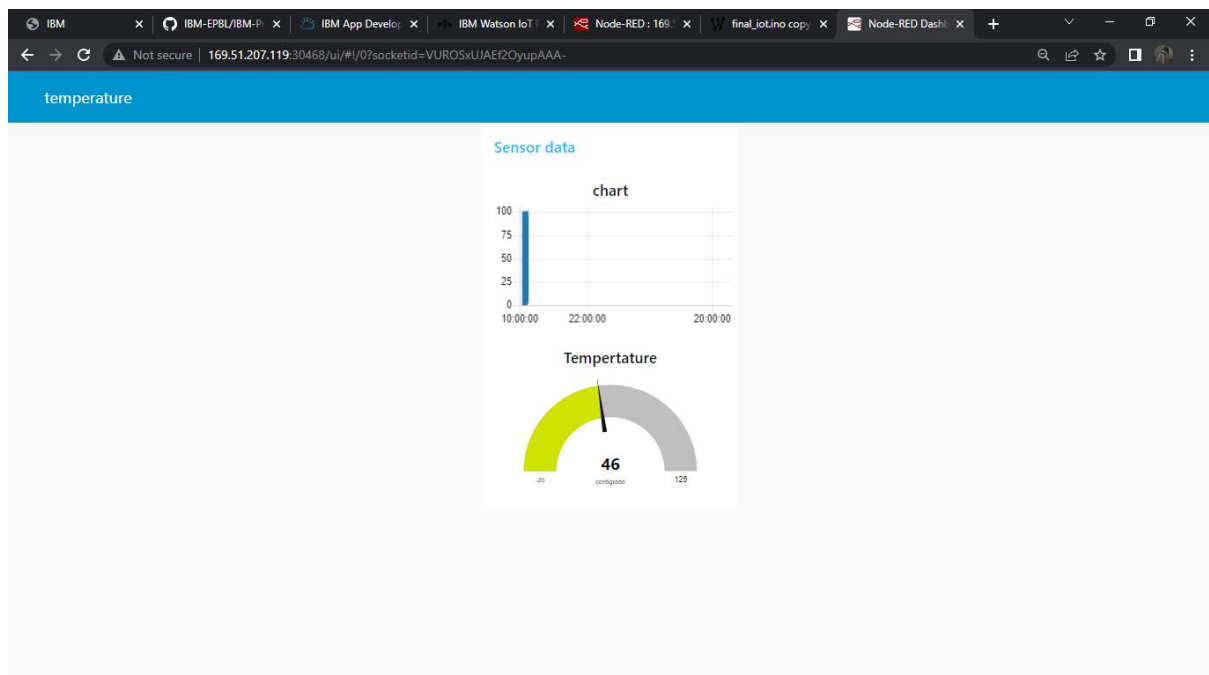 IBM
IBM-EPBL/IBM-P
IBM App Develop
IBM Watson IoT
Node-RED : 169.
final_iot.ino copy
Node-RED Dash
Not secure
169.51.207.119:30468/ui/#!/0?socketid=VUROSxUJAEf2OyupAAA-
temperature
Sensor data
chart
100
75
50
25
0
10:00:00 22:00:00 20:00:00
Tempertature
46
-20 centigrade 125